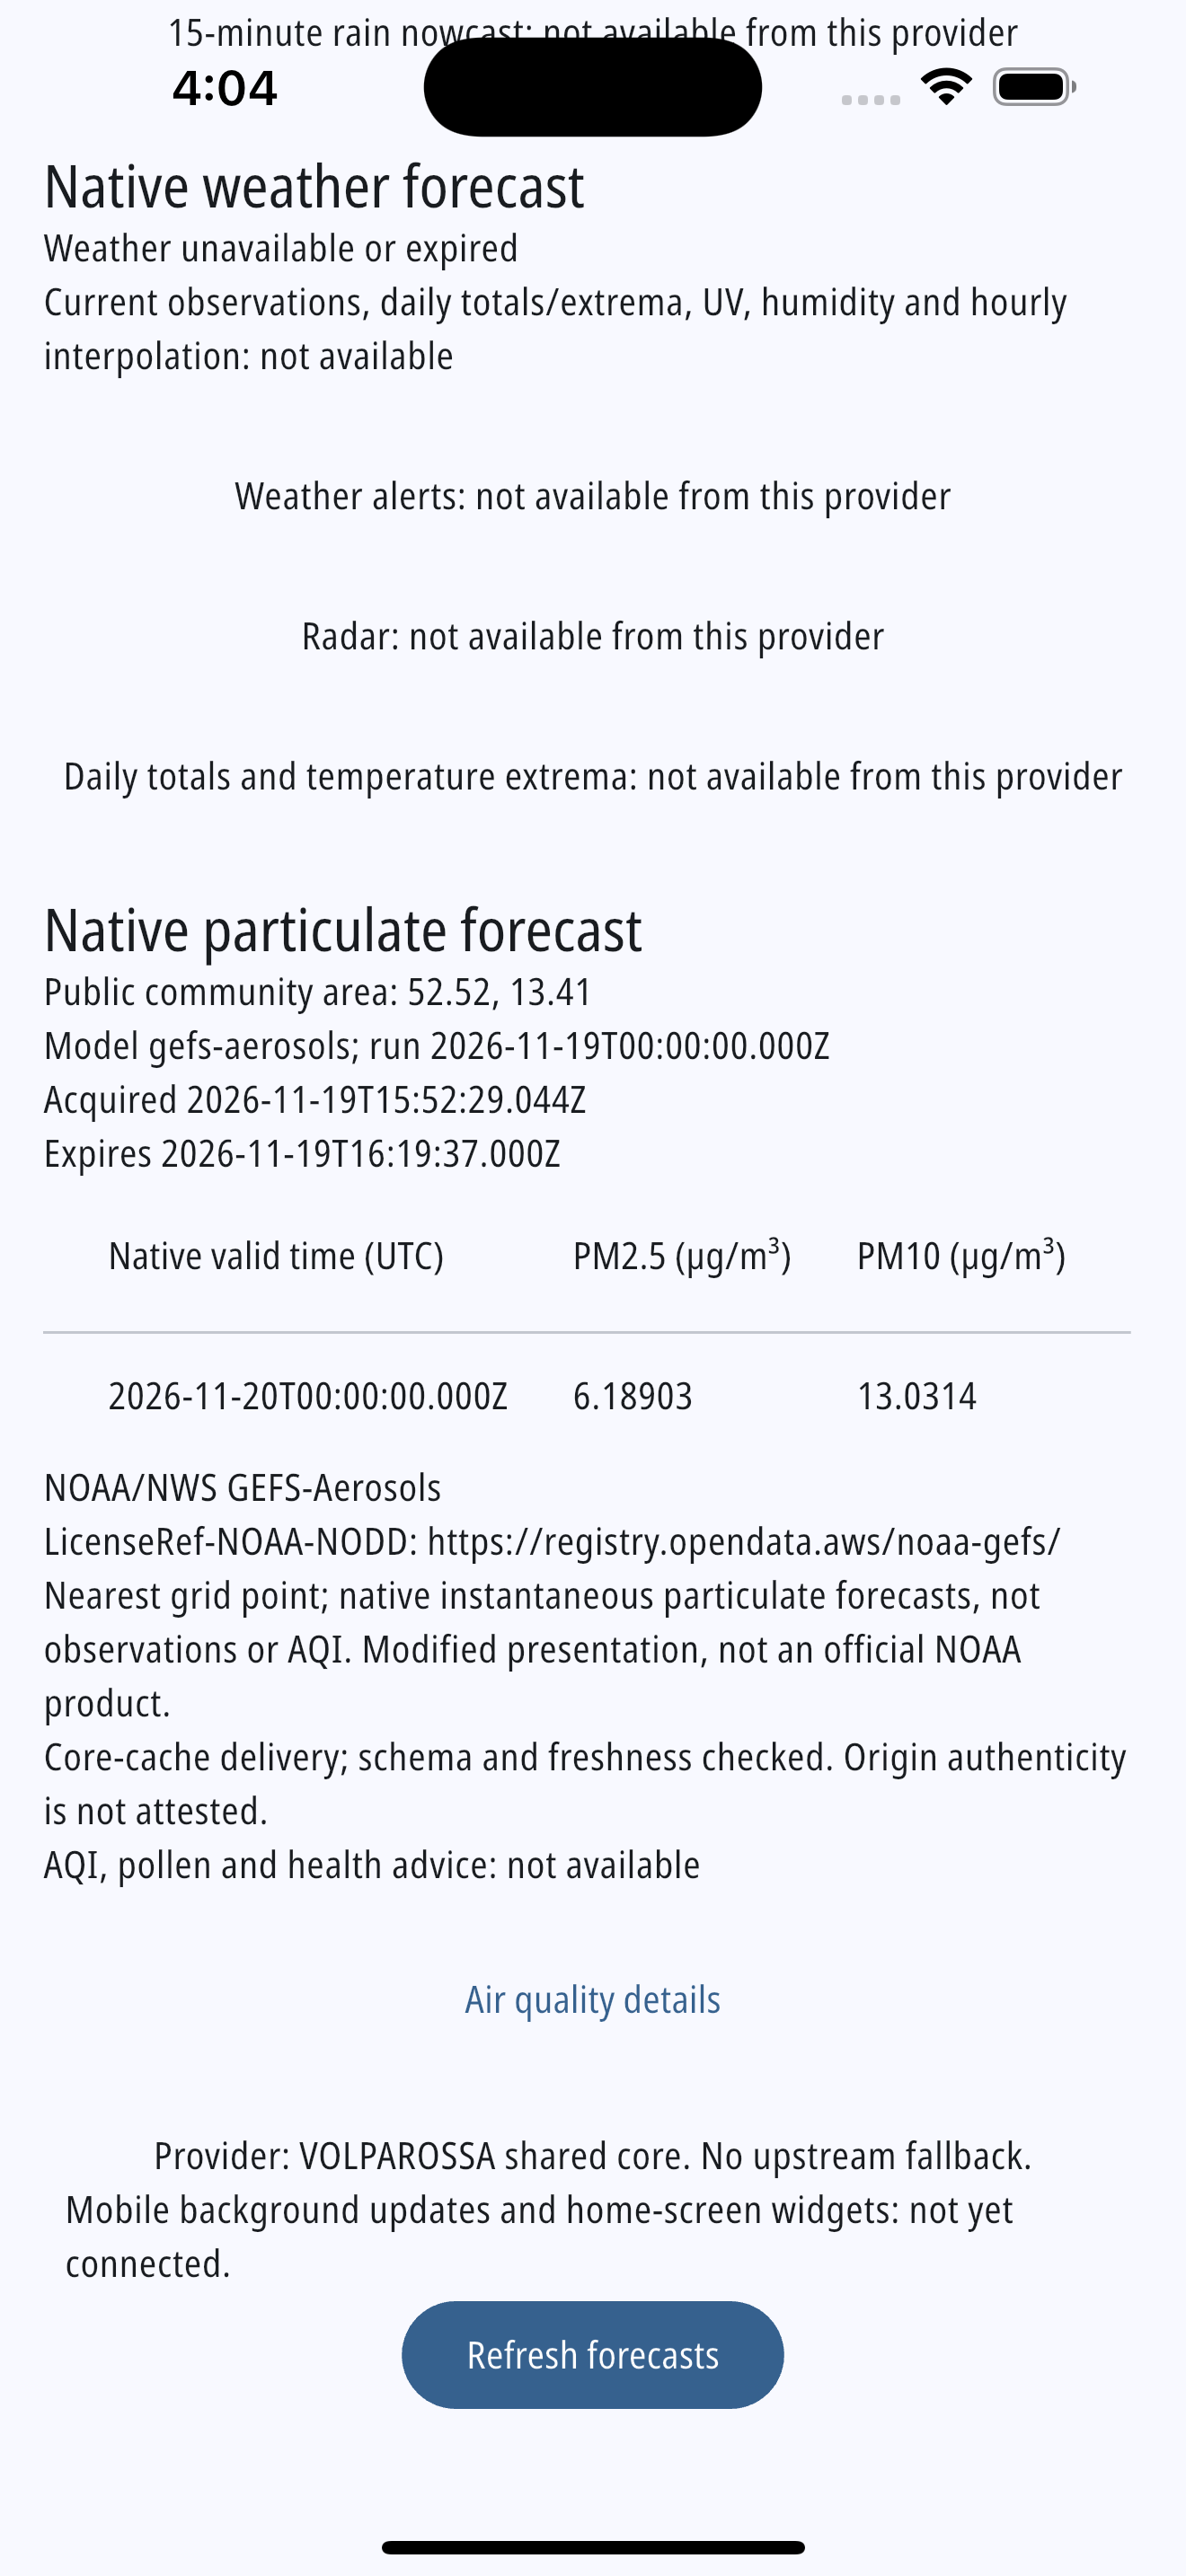 15-minute rain nowcast: not available from this provider
4:04
Native weather forecast
Weather unavailable or expired
Current observations, daily totals/extrema, UV, humidity and hourly
interpolation: not available
Weather alerts: not available from this provider
Radar: not available from this provider
Daily totals and temperature extrema: not available from this provider
Native particulate forecast
Public community area: 52.52, 13.41
Model gefs-aerosols; run 2026-11-19T00:00:00.000Z
Acquired 2026-11-19T15:52:29.044Z
Expires 2026-11-19T16:19:37.000Z
Native valid time (UTC) PM2.5 (µg/m³) PM10 (µg/m³)
2026-11-20T00:00:00.000Z 6.18903 13.0314
NOAA/NWS GEFS-Aerosols
LicenseRef-NOAA-NODD: https://registry.opendata.aws/noaa-gefs/
Nearest grid point; native instantaneous particulate forecasts, not
observations or AQI. Modified presentation, not an official NOAA
product.
Core-cache delivery; schema and freshness checked. Origin authenticity
is not attested.
AQI, pollen and health advice: not available
Air quality details
Provider: VOLPAROSSA shared core. No upstream fallback.
Mobile background updates and home-screen widgets: not yet
connected.
Refresh forecasts